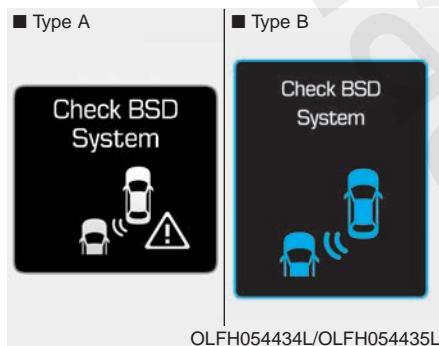 ■ Type A
■ Type B
Check BSD
System
Check BSD
System
OLFH054434L/OLFH054435L